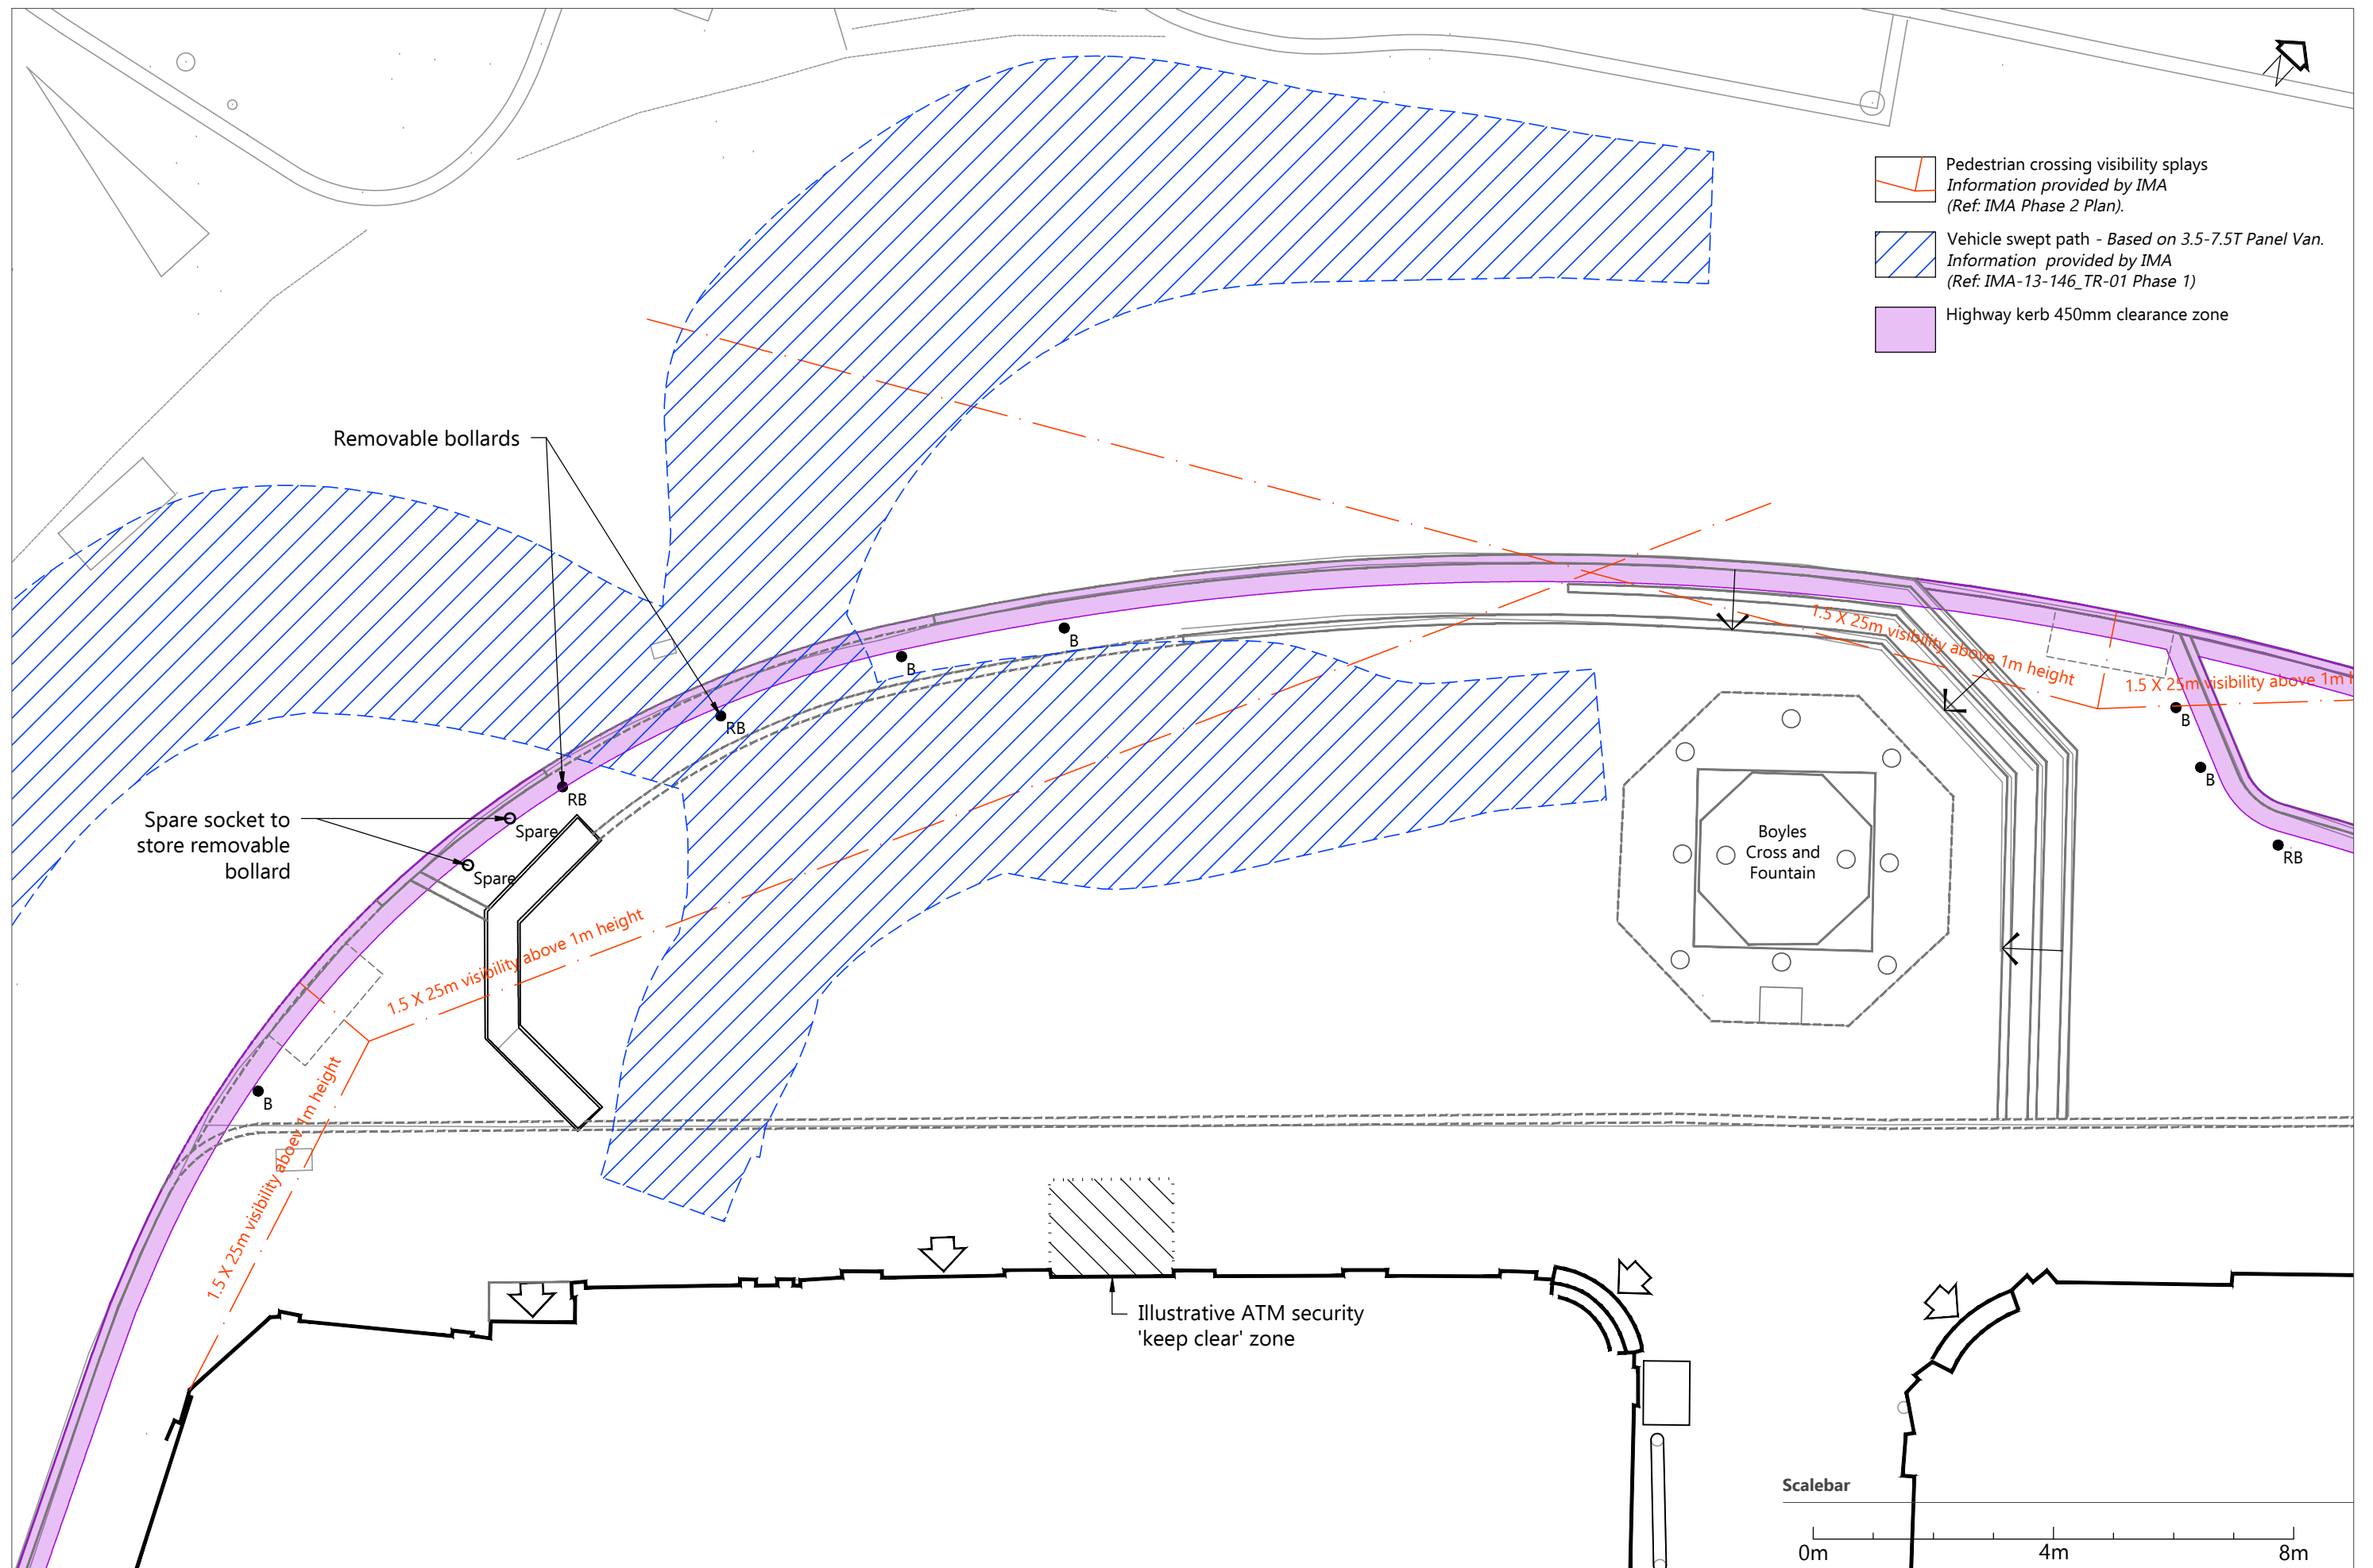 Pedestrian crossing visibility splays
Information provided by IMA
(Ref: IMA Phase 2 Plan).
Vehicle swept path - Based on 3.5-7.5T Panel Van.
Information provided by IMA
(Ref: IMA-13-146_TR-01 Phase 1)
Highway kerb 450mm clearance zone
Removable bollards
B
B
RB
RB
1.5 X 25m visibility above 1m height
1.5 X 25m visibility above 1m
B
B
RB
Spare socket to
store removable
bollard
Spare
Spare
Boyles
Cross and
Fountain
1.5 X 25m visibility above 1m height
B
1.5 X 25m visibility aboev 1m height
Illustrative ATM security
'keep clear' zone
Scalebar
0m
4m
8m